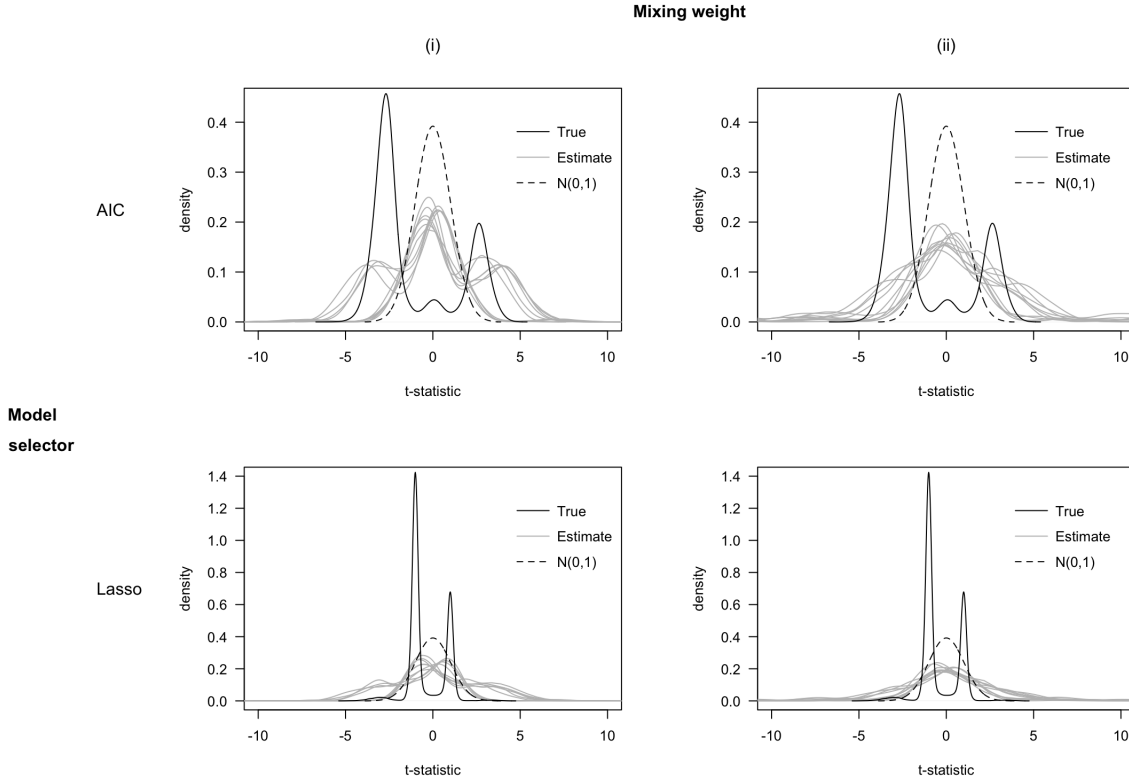 Mixing weight
(i)
(ii)
AIC
density
0.4
0.3
0.2
0.1
0.0
True
Estimate
N(0,1)
-10 -5 0 5 10
t-statistic
density
0.4
0.3
0.2
0.1
0.0
True
Estimate
N(0,1)
-10 -5 0 5 10
t-statistic
Model
selector
Lasso
density
1.4
1.2
1.0
0.8
0.6
0.4
0.2
0.0
True
Estimate
N(0,1)
-10 -5 0 5 10
t-statistic
density
1.4
1.2
1.0
0.8
0.6
0.4
0.2
0.0
True
Estimate
N(0,1)
-10 -5 0 5 10
t-statistic